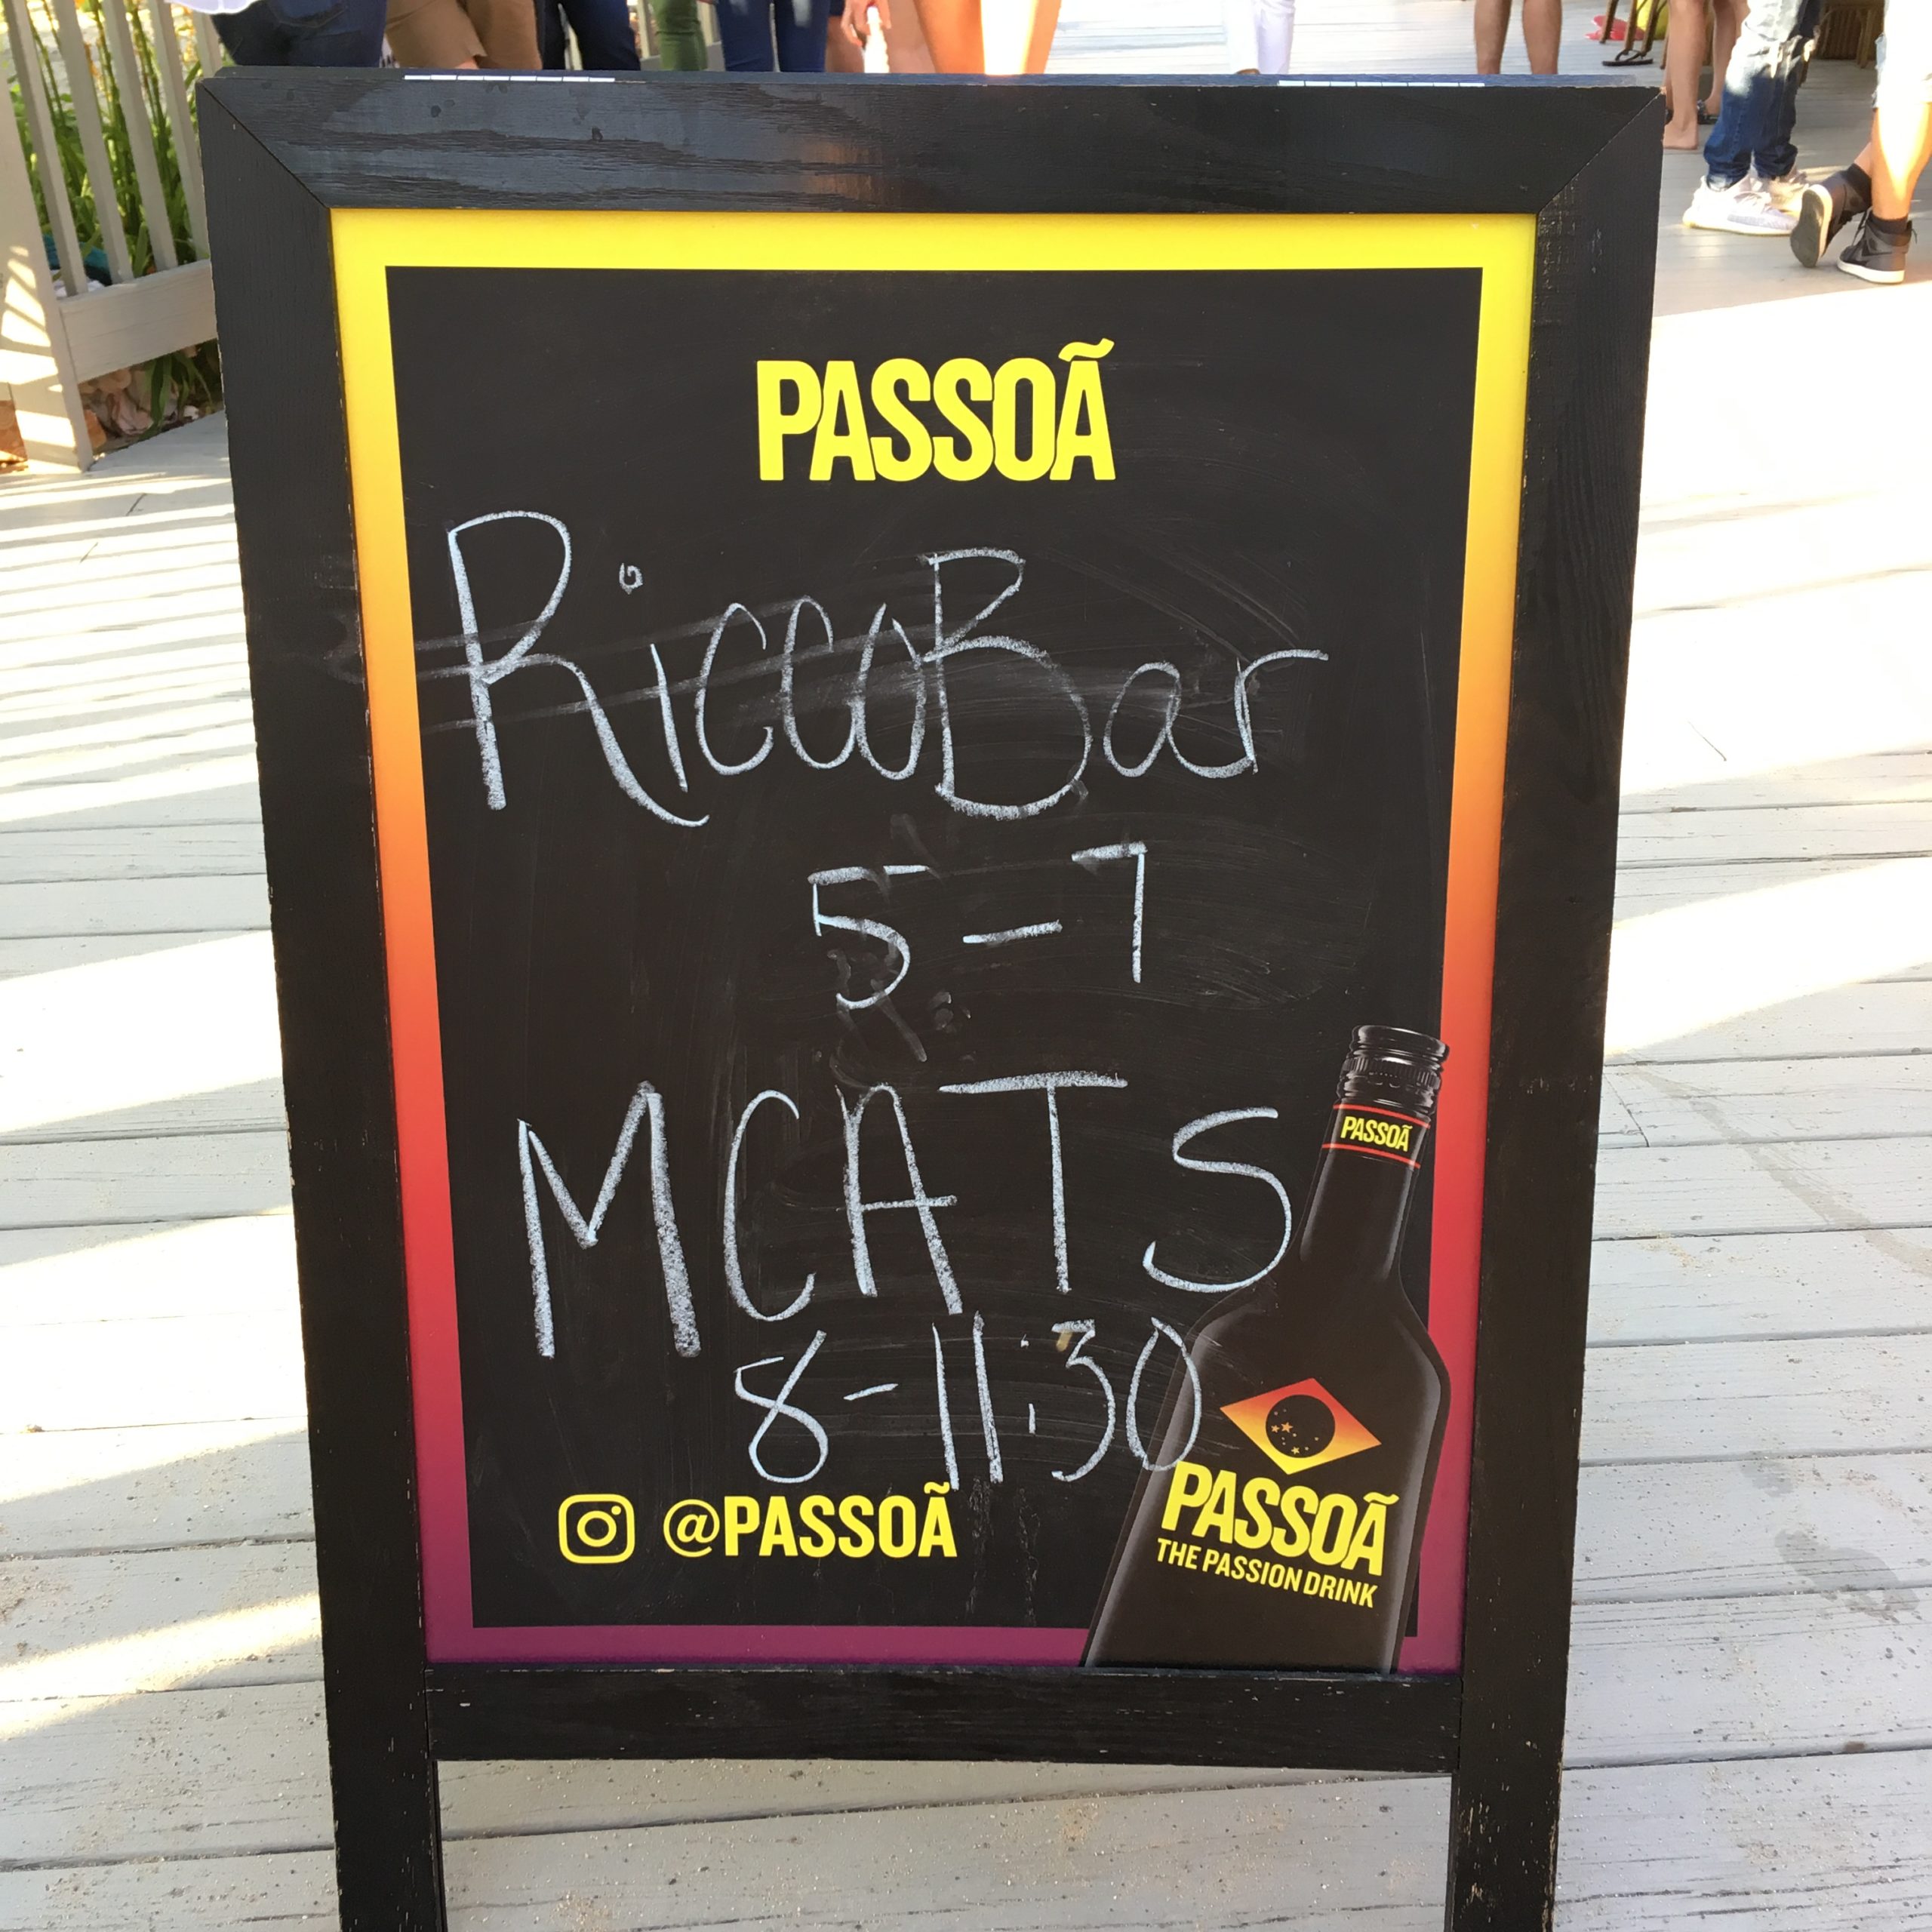 PASSOÃ
RiccoBar
5-7
MCATS
8-11:30
@PASSOÃ
PASSOÃ
PASSOÃ
THE PASSION DRINK